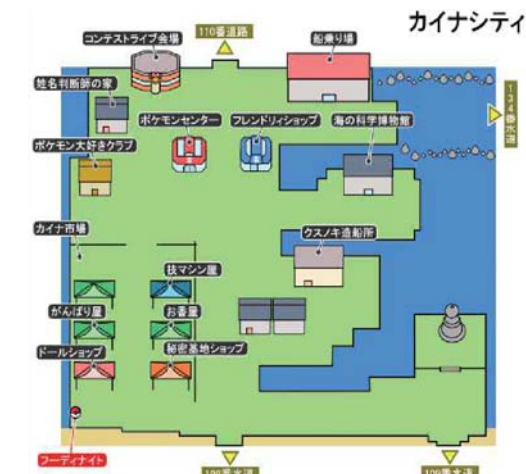 カイナシティ
110番道路
コンテストライブ会場
船乗り場
姓名判断師の家
134番水道
ポケモンセンター
フレンドリィショップ
海の科学博物館
ポケモン大好きクラブ
カイナ市場
クスノキ造船所
技マシン屋
がんばり屋
お香屋
ドールショップ
秘密基地ショップ
フーディナイト
109番水道